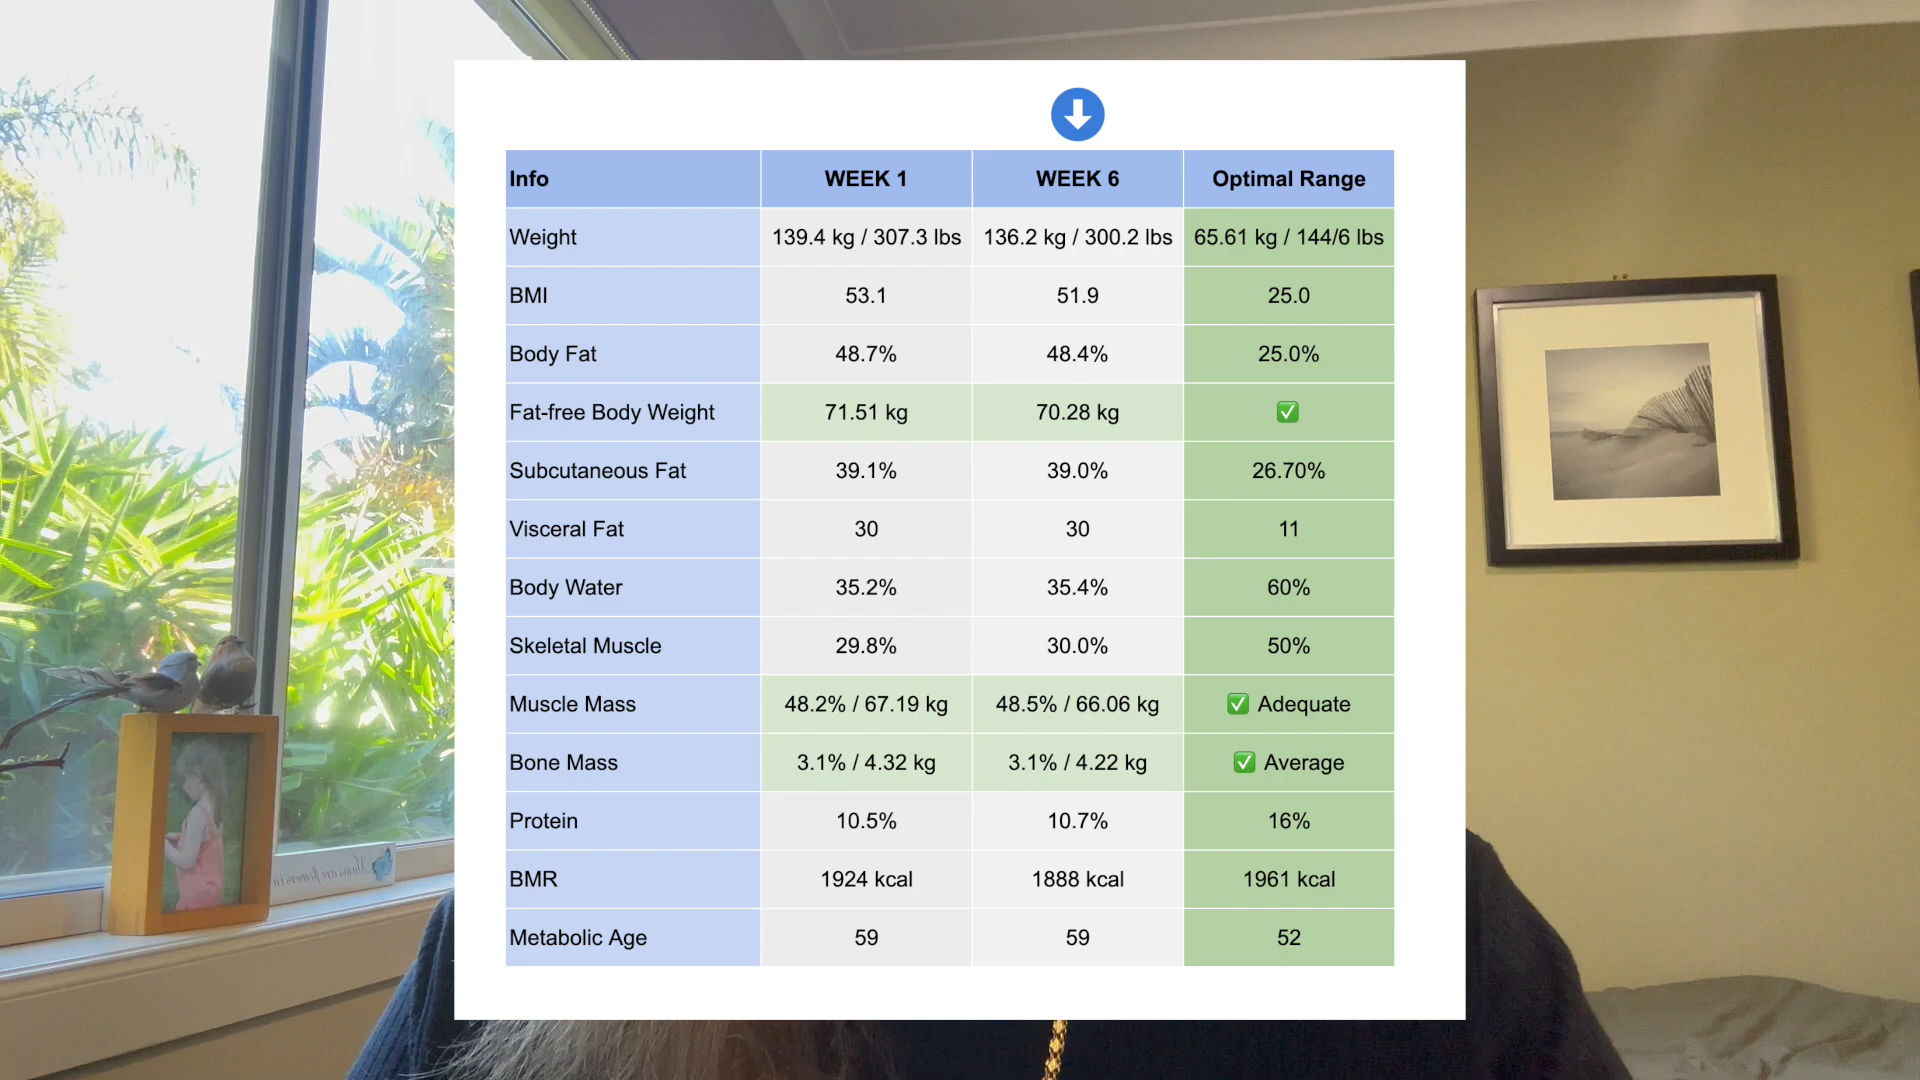 Info WEEK 1 WEEK 6 Optimal Range
Weight 139.4 kg / 307.3 lbs 136.2 kg / 300.2 lbs 65.61 kg / 144/6 lbs
BMI 53.1 51.9 25.0
Body Fat 48.7% 48.4% 25.0%
Fat-free Body Weight 71.51 kg 70.28 kg ✅
Subcutaneous Fat 39.1% 39.0% 26.70%
Visceral Fat 30 30 11
Body Water 35.2% 35.4% 60%
Skeletal Muscle 29.8% 30.0% 50%
Muscle Mass 48.2% / 67.19 kg 48.5% / 66.06 kg ✅ Adequate
Bone Mass 3.1% / 4.32 kg 3.1% / 4.22 kg ✅ Average
Protein 10.5% 10.7% 16%
BMR 1924 kcal 1888 kcal 1961 kcal
Metabolic Age 59 59 52